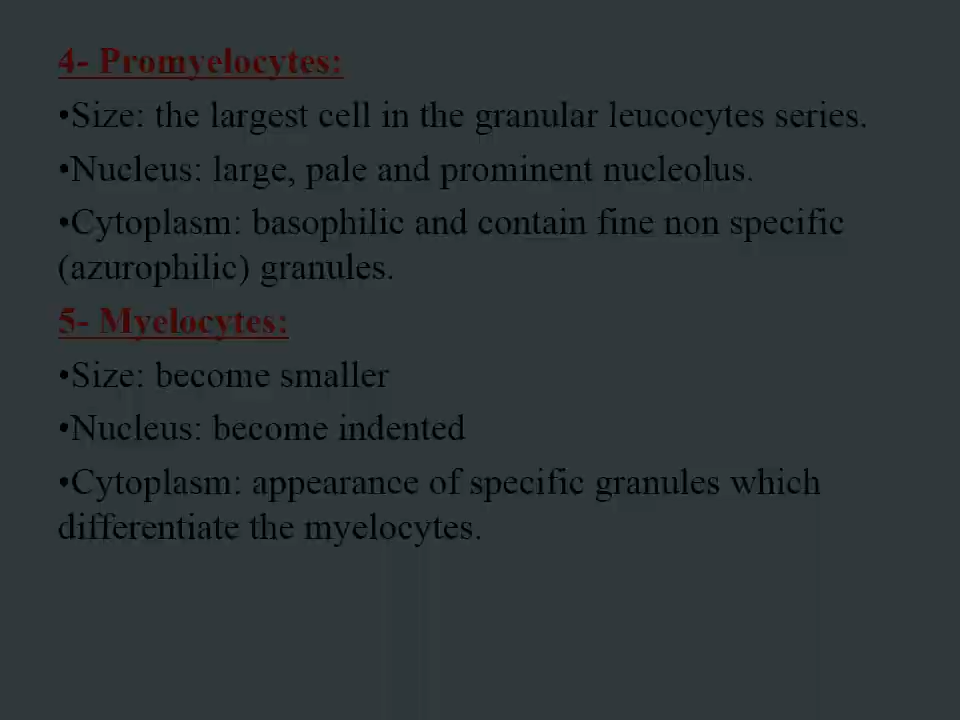 4- Promyelocytes:
•Size: the largest cell in the granular leucocytes series.
•Nucleus: large, pale and prominent nucleolus.
•Cytoplasm: basophilic and contain fine non specific
(azurophilic) granules.
5- Myelocytes:
•Size: become smaller
•Nucleus: become indented
•Cytoplasm: appearance of specific granules which
differentiate the myelocytes.